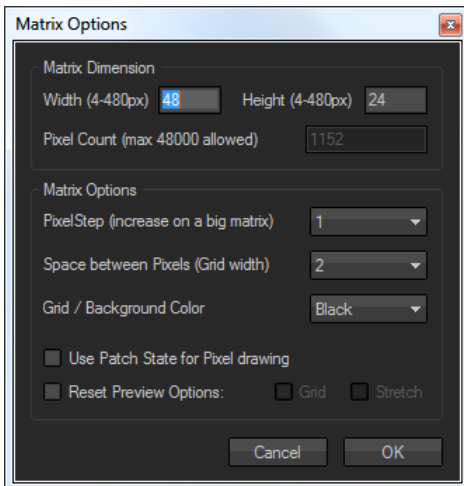 Matrix Options
Matrix Dimension
Width (4-480px) 48 Height (4-480px) 24
Pixel Count (max 48000 allowed) 1152
Matrix Options
PixelStep (increase on a big matrix) 1
Space between Pixels (Grid width) 2
Grid / Background Color Black
Use Patch State for Pixel drawing
Reset Preview Options: Grid Stretch
Cancel OK